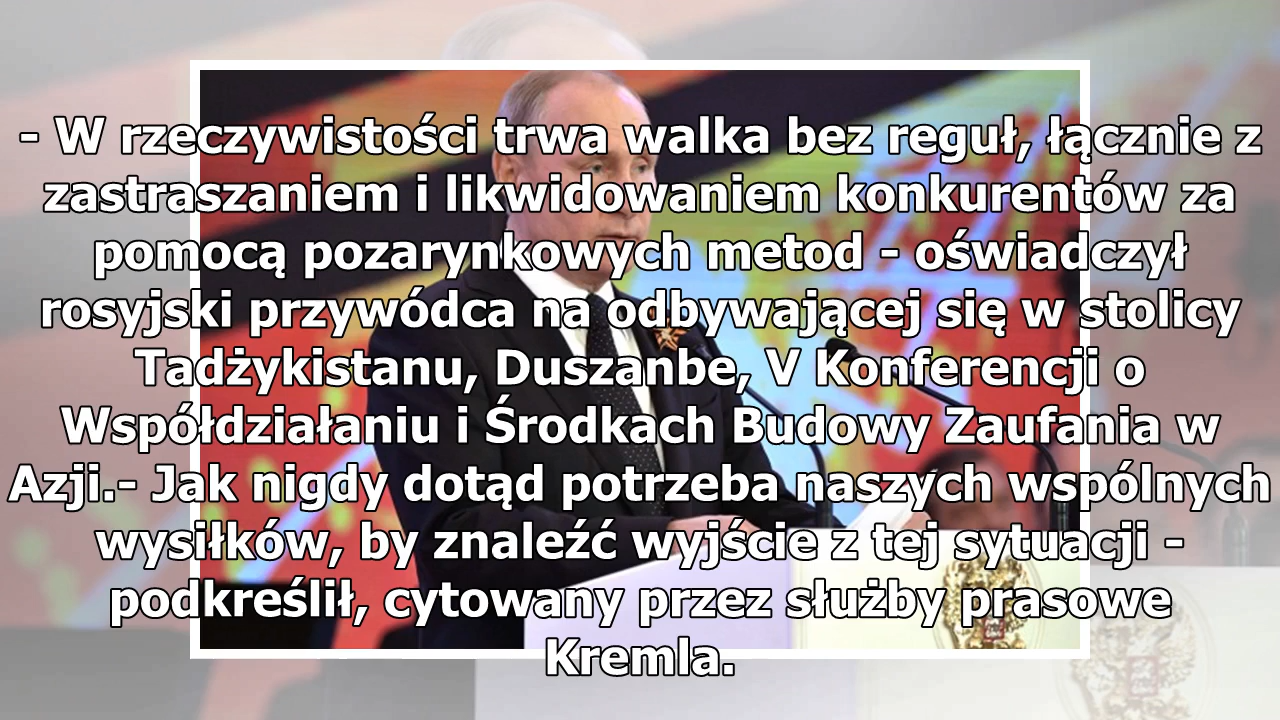 - W rzeczywistości trwa walka bez reguł, łącznie z
zastraszaniem i likwidowaniem konkurentów za
pomocą pozarynkowych metod - oświadczył
rosyjski przywódca na odbywającej się w stolicy
Tadżykistanu, Duszanbe, V Konferencji o
Współdziałaniu i Środkach Budowy Zaufania w
Azji.- Jak nigdy dotąd potrzeba naszych wspólnych
wysiłków, by znaleźć wyjście z tej sytuacji -
podkreślił, cytowany przez służby prasowe
Kremla.